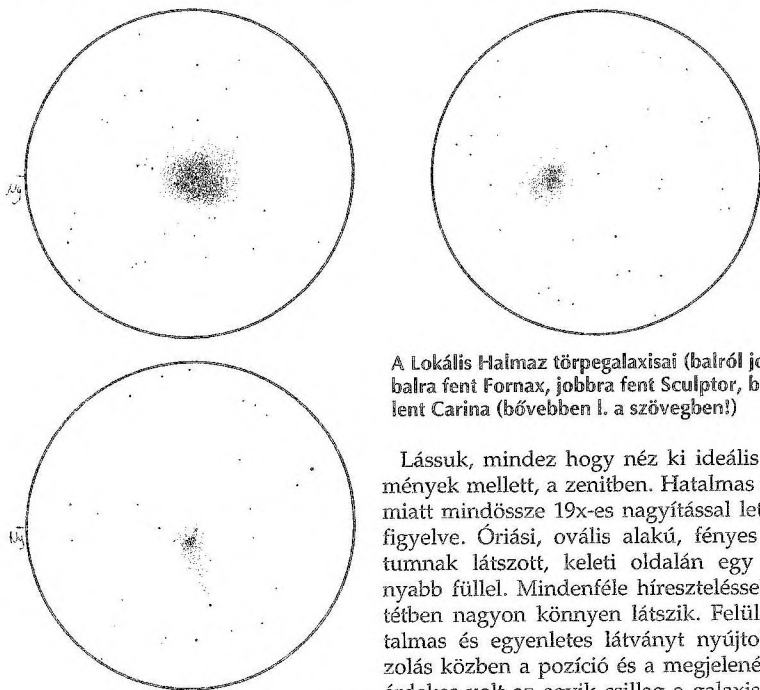 Ny
A Lokális Halmaz törpegalaxisai (balról jo
balra fent Fornax, jobbra fent Sculptor, b
lent Carina (bővebben l. a szövegben!)
Lássuk, mindez hogy néz ki ideális
mények mellett, a zenitben. Hatalmas
miatt mindössze 19x-es nagyítással let
figyelve. Óriási, ovális alakú, fényes
tumnak látszott, keleti oldalán egy
nyabb füllel. Mindenféle híresztelésse
tétben nagyon könnyen látszik. Felül
talmas és egyenletes látványt nyújto
zolás közben a pozíció és a megjelené
Ny